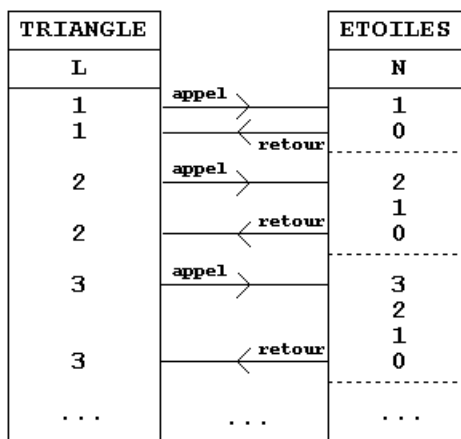 TRIANGLE ETOILES
L N
appel
1 1
1 0
retour
appel
2 2
1
retour
2 0
appel
3 3
2
1
retour
3 0
... ... ...